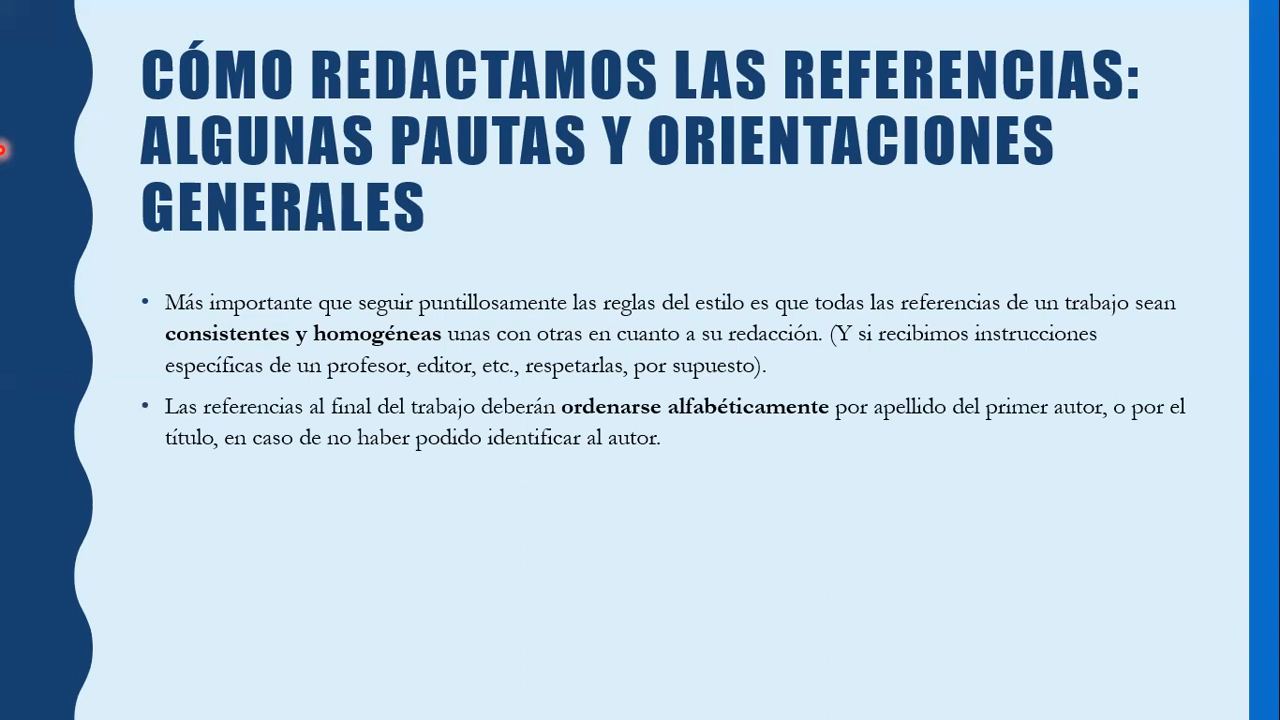 CÓMO REDACTAMOS LAS REFERENCIAS:
ALGUNAS PAUTAS Y ORIENTACIONES
GENERALES
• Más importante que seguir puntillosamente las reglas del estilo es que todas las referencias de un trabajo sean
consistentes y homogéneas unas con otras en cuanto a su redacción. (Y si recibimos instrucciones
específicas de un profesor, editor, etc., respetarlas, por supuesto).
• Las referencias al final del trabajo deberán ordenarse alfabéticamente por apellido del primer autor, o por el
título, en caso de no haber podido identificar al autor.